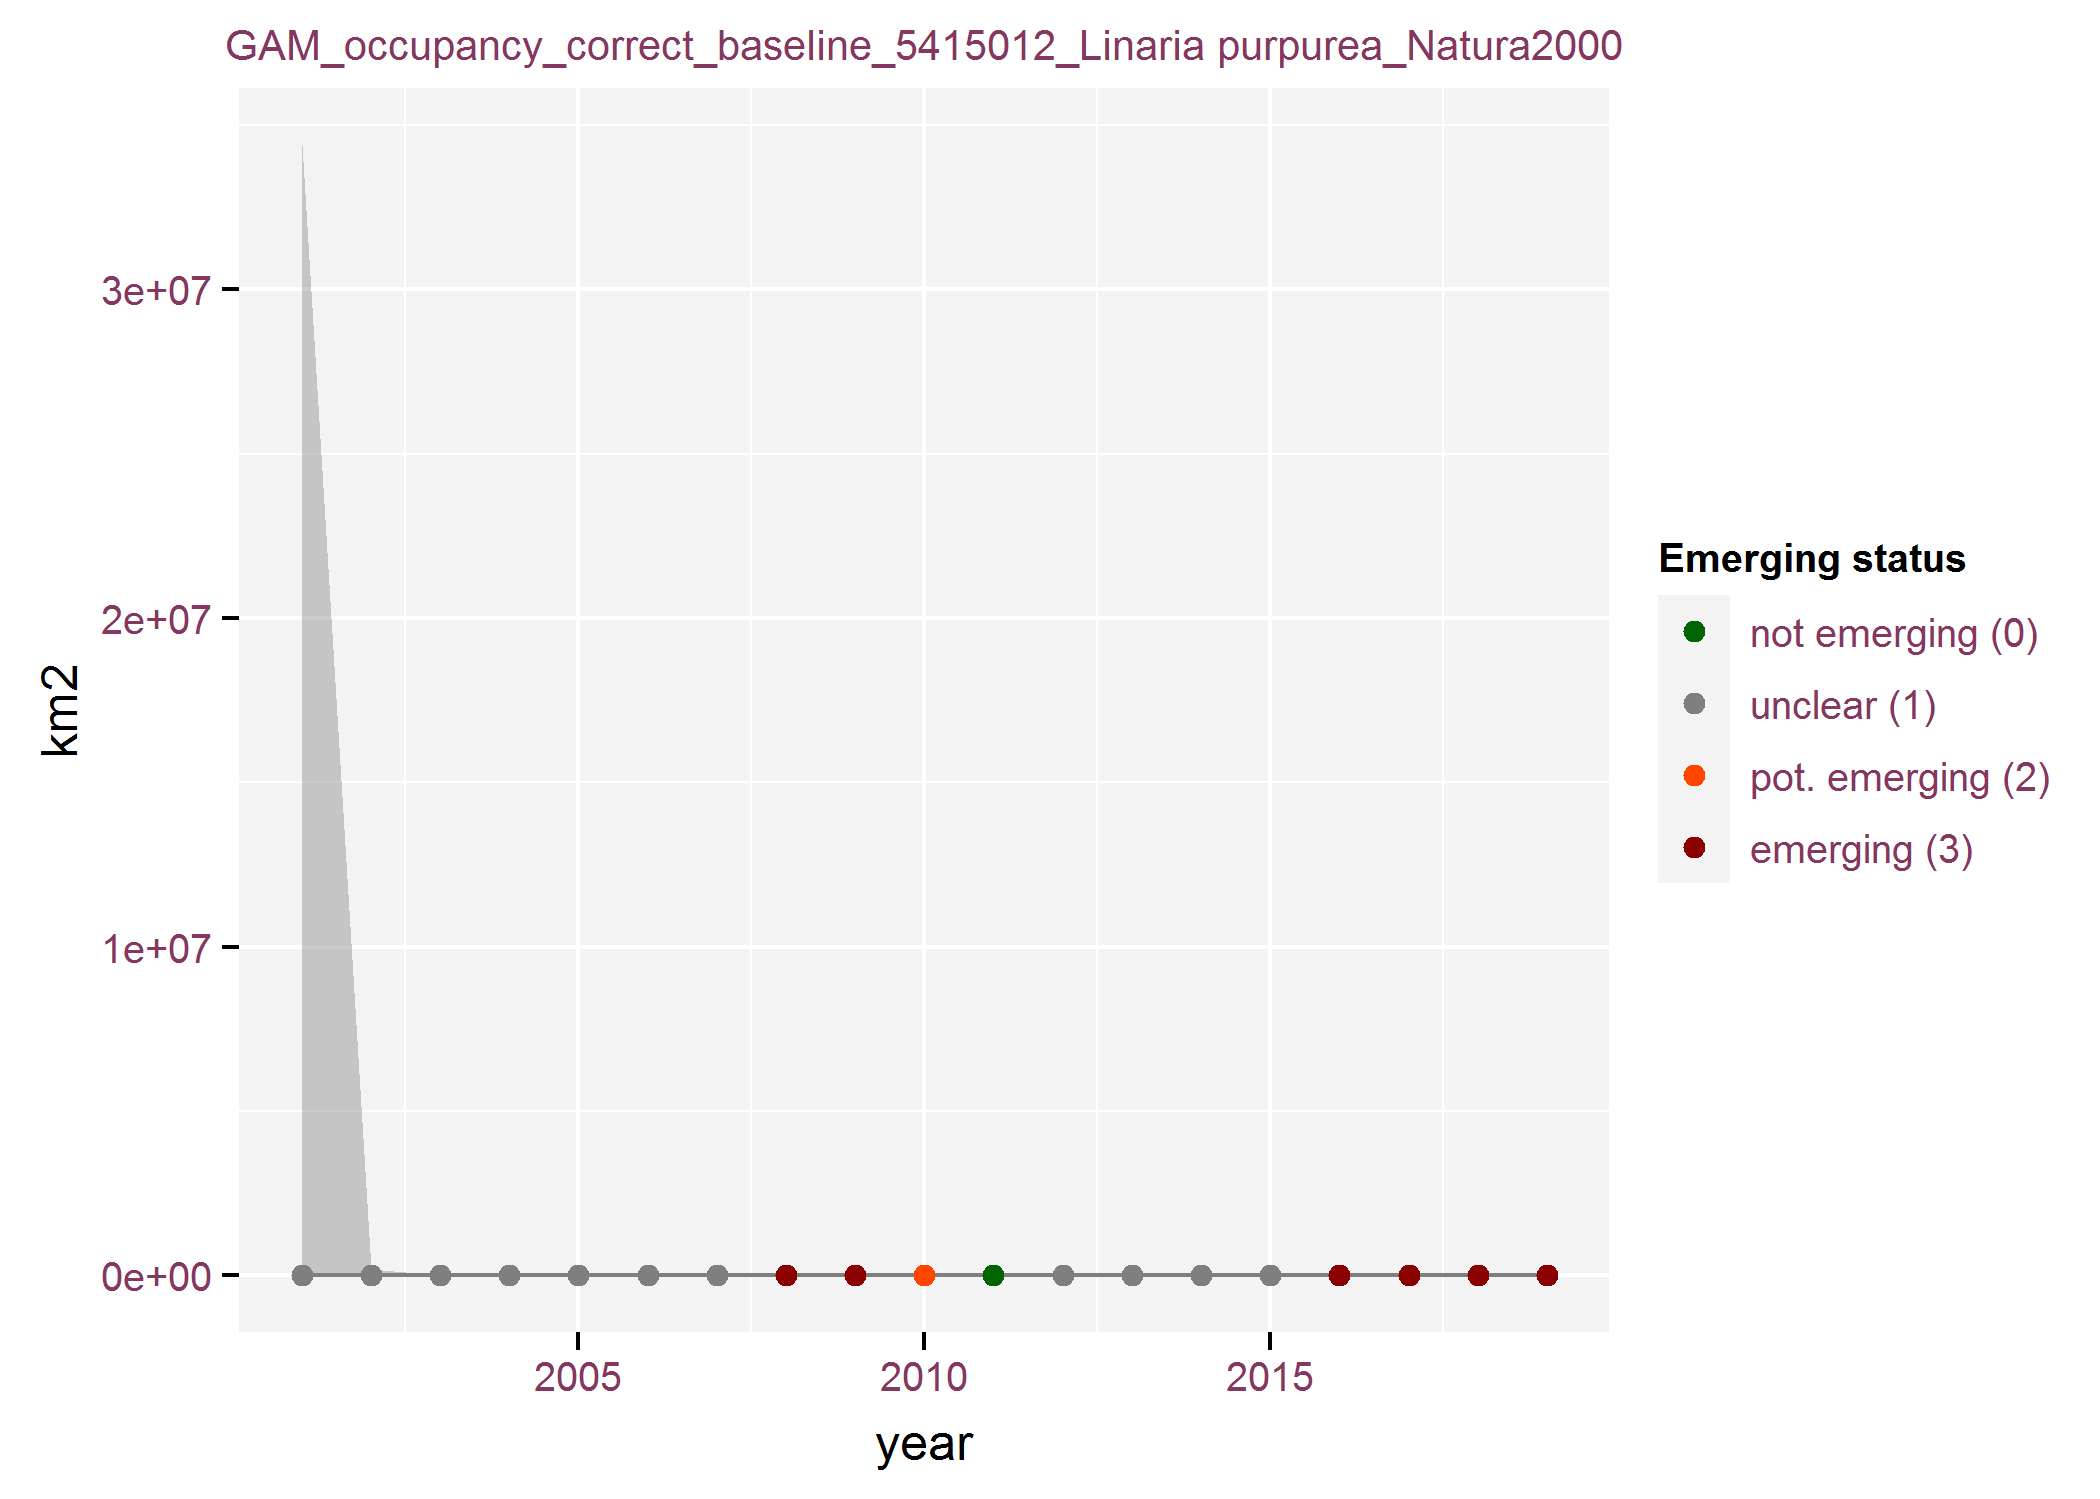 GAM_occupancy_correct_baseline_5415012_Linaria purpurea_Natura2000
km2
3e+07
2e+07
1e+07
0e+00
2005
2010
2015
year
Emerging status
not emerging (0)
unclear (1)
pot. emerging (2)
emerging (3)